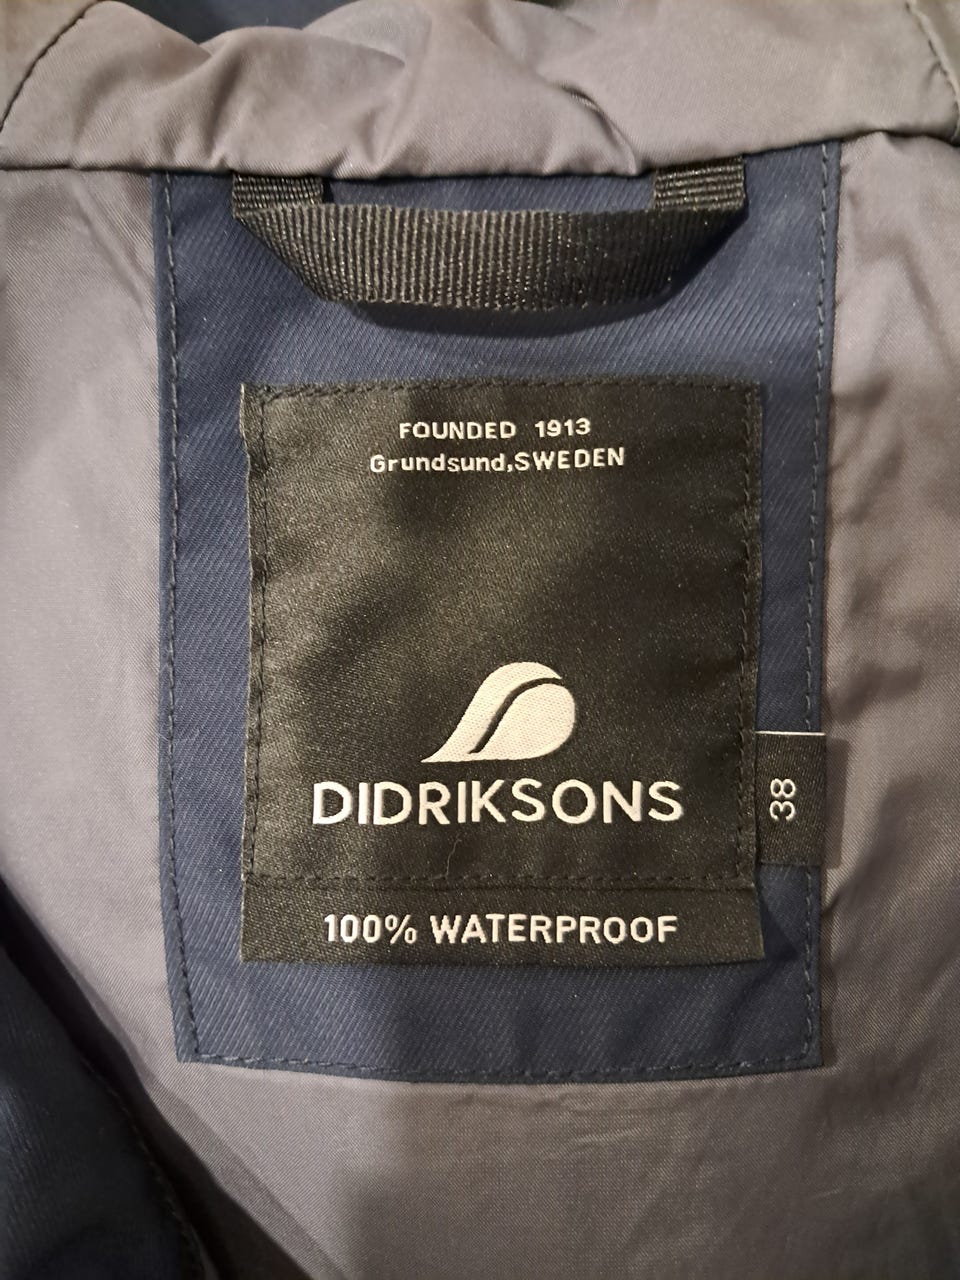 FOUNDED 1913
Grundsund,SWEDEN
DIDRIKSONS
38
100% WATERPROOF